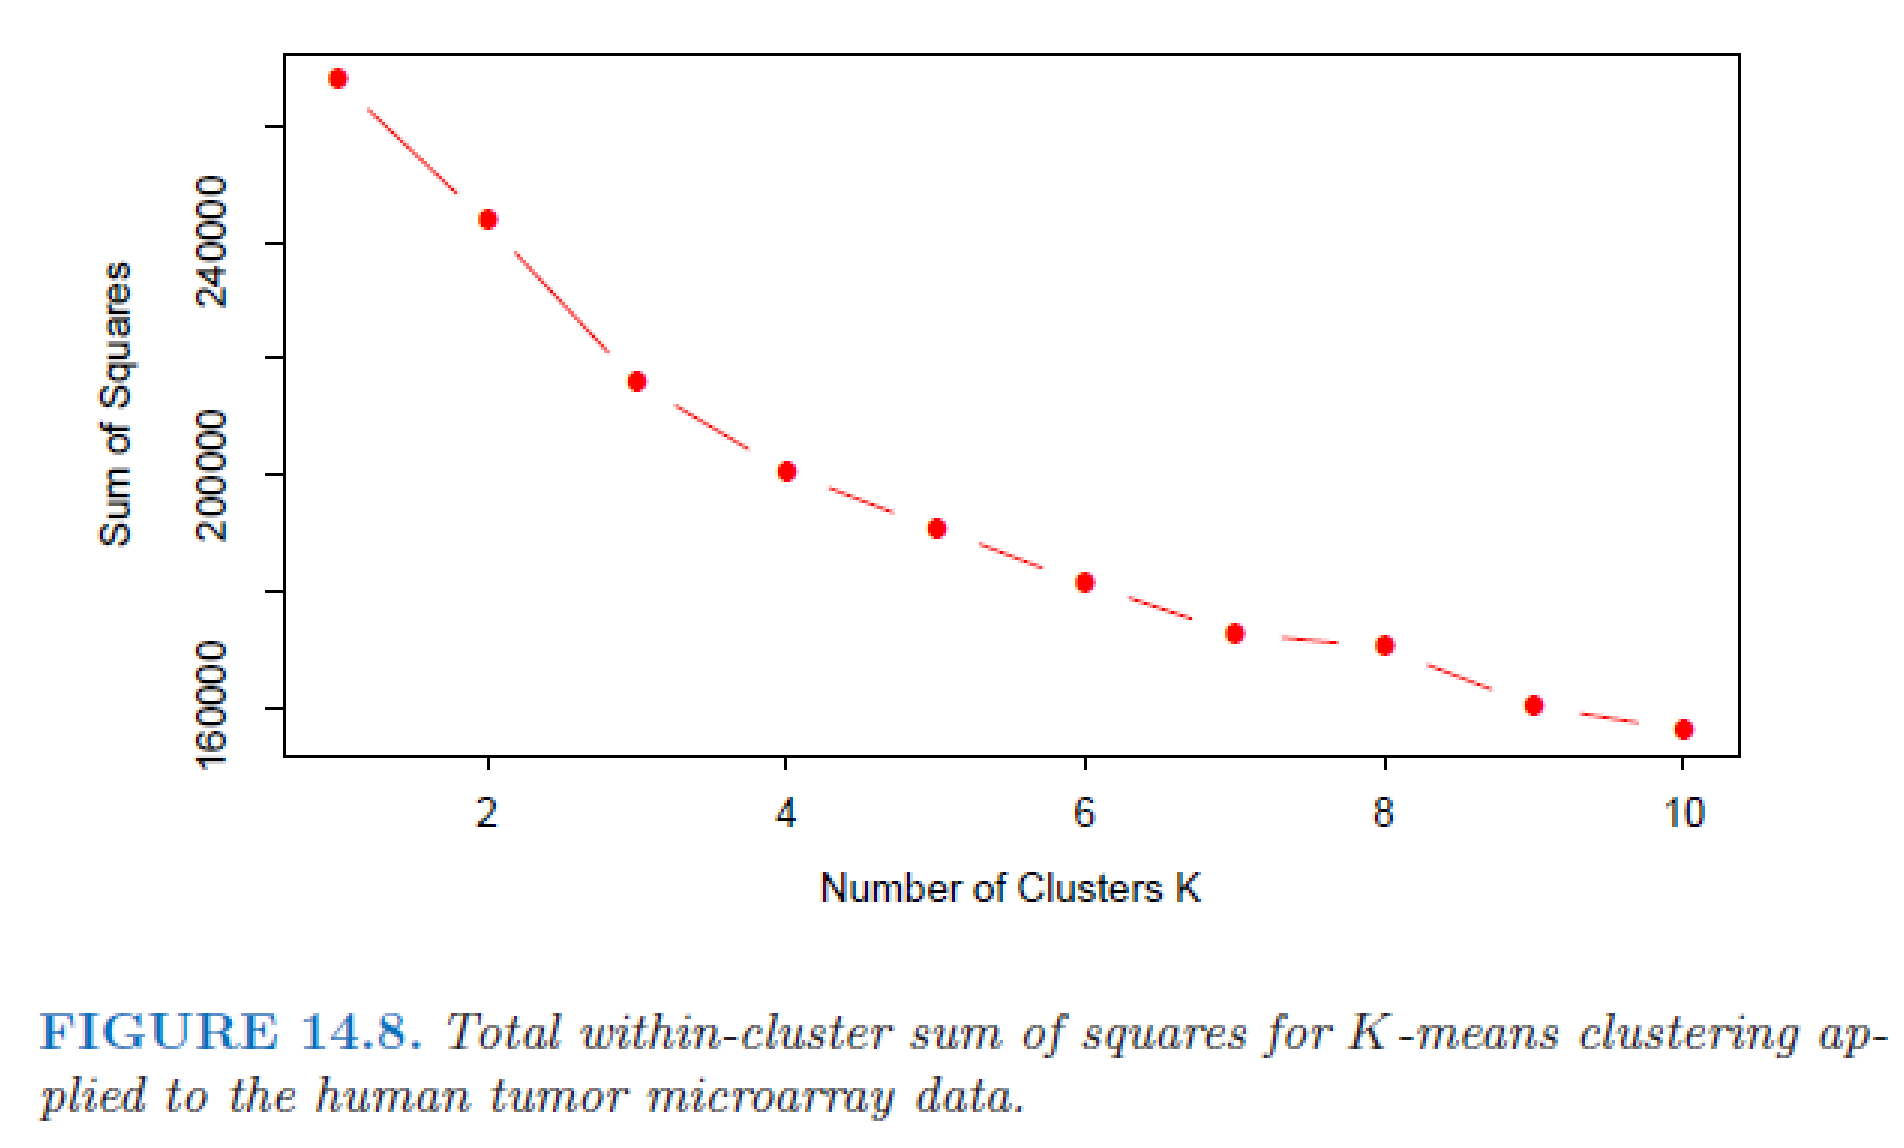 Sum of Squares
240000
200000
160000
2 4 6 8 10
Number of Clusters K
FIGURE 14.8. Total within-cluster sum of squares for K-means clustering ap-
plied to the human tumor microarray data.